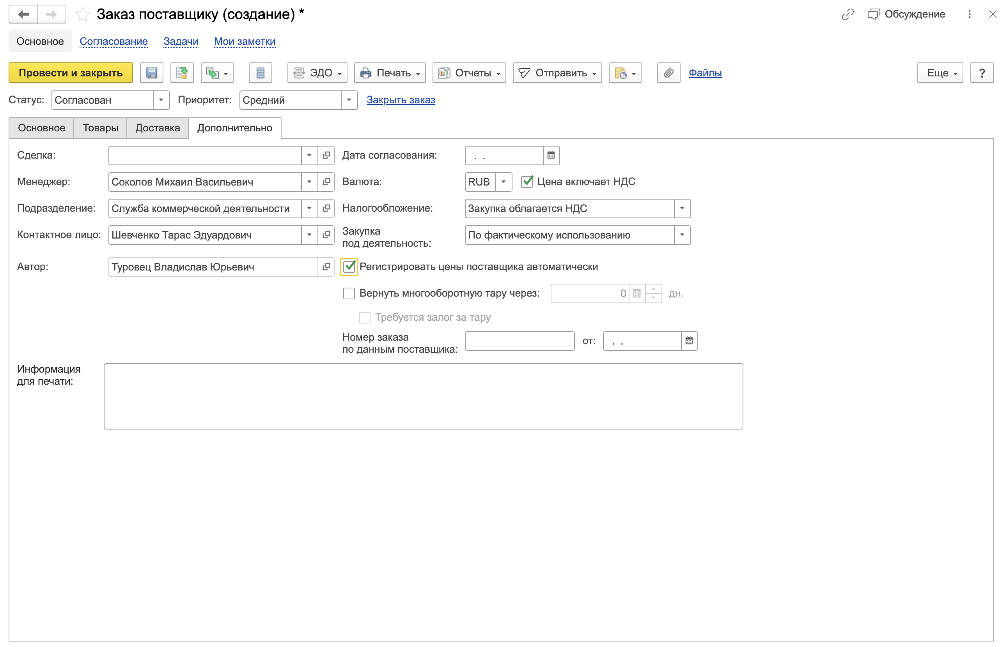 Заказ поставщику (создание) *
Обсуждение
Основное Согласование Задачи Мои заметки
Провести и закрыть ЭДО Печать Отчеты Отправить Файлы Еще ?
Статус: Согласован Приоритет: Средний Закрыть заказ
Основное Товары Доставка Дополнительно
Сделка: Дата согласования: . .
Менеджер: Соколов Михаил Васильевич Валюта: RUB Цена включает НДС
Подразделение: Служба коммерческой деятельности Налогообложение: Закупка облагается НДС
Контактное лицо: Шевченко Тарас Эдуардович Закупка
под деятельность: По фактическому использованию
Автор: Туровец Владислав Юрьевич Регистрировать цены поставщика автоматически
Вернуть многооборотную тару через: 0 дн.
Требуется залог за тару
Номер заказа
по данным поставщика: от: . .
Информация
для печати: